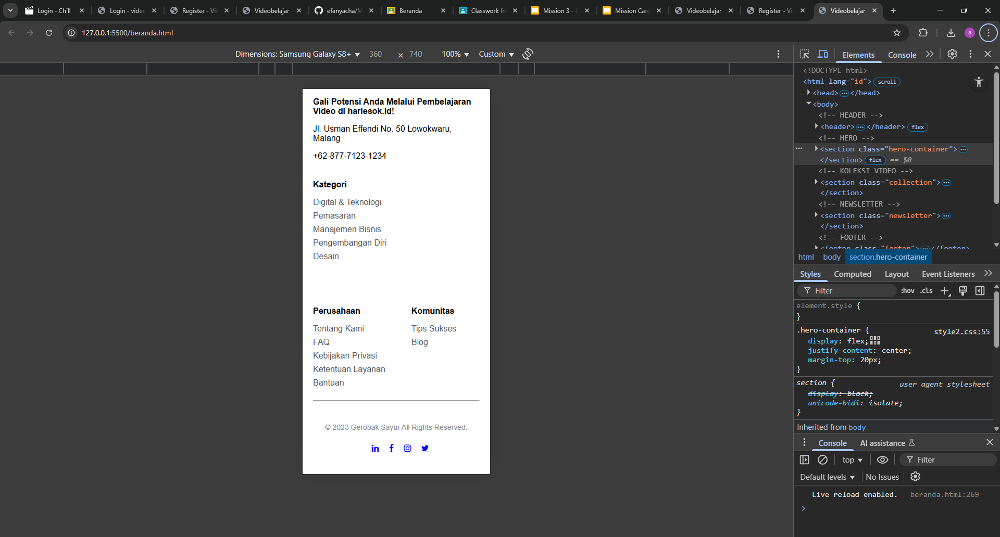 Login - Chill
Login - video
Register - Vi
Videobelajar
efanyacha/M
Beranda
Classwork fo
Mission 3 - C
Mission Card
Videobelajar
Register - Vi
Videobelajar
127.0.0.1:5500/beranda.html
a
Dimensions: Samsung Galaxy S8+ ▼ 360 × 740 100% ▼ Custom ▼
Gali Potensi Anda Melalui Pembelajaran
Video di hariesok.id!
Jl. Usman Effendi No. 50 Lowokwaru,
Malang
+62-877-7123-1234
Kategori
Digital & Teknologi
Pemasaran
Manajemen Bisnis
Pengembangan Diri
Desain
Perusahaan
Tentang Kami
FAQ
Kebijakan Privasi
Ketentuan Layanan
Bantuan
Komunitas
Tips Sukses
Blog
© 2023 Gerobak Sayur All Rights Reserved.
Elements Console
<!DOCTYPE html>
<html lang="id"> scroll
<head> ... </head>
<body>
<!-- HEADER -->
<header> ... </header> flex
<!-- HERO -->
... <section class="hero-container"> ...
</section> flex == $0
<!-- KOLEKSI VIDEO -->
<section class="collection"> ...
</section>
<!-- NEWSLETTER -->
<section class="newsletter"> ...
</section>
<!-- FOOTER -->
<footer class="footer"> ... </footer>
html body section.hero-container
Styles Computed Layout Event Listeners
Filter :hov .cls
element.style {
}
.hero-container { style2.css:55
display: flex;
justify-content: center;
margin-top: 20px;
}
section { user agent stylesheet
display: block;
unicode-bidi: isolate;
}
Inherited from body
Console AI assistance
top ▼ Filter
Default levels ▼ No Issues
Live reload enabled. beranda.html:269